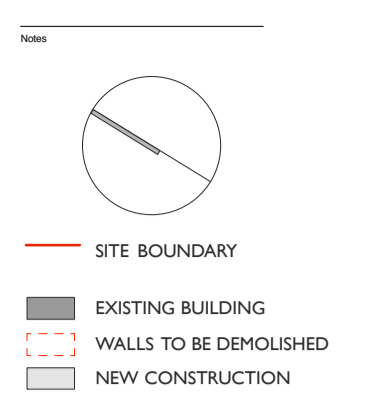 Notes
SITE BOUNDARY
EXISTING BUILDING
WALLS TO BE DEMOLISHED
NEW CONSTRUCTION